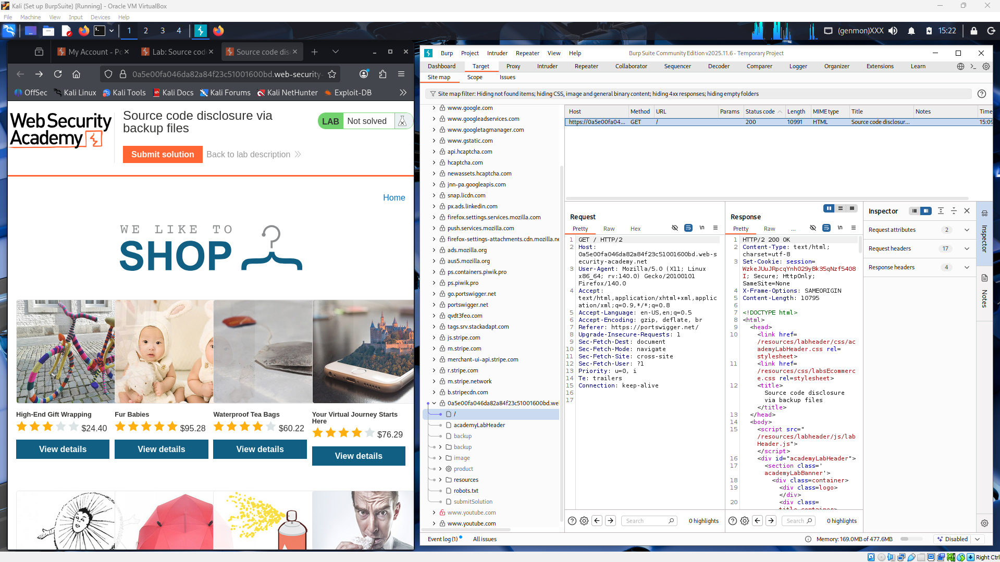 Kali (Set up BurpSuite) [Running] - Oracle VM VirtualBox
File Machine View Input Devices Help
1 2 3 4 (genmon)XXX 15:22
My Account - Po
Lab: Source cod
Source code dis
0a5e00fa046da82a84f23c51001600bd.web-security-
OffSec Kali Linux Kali Tools Kali Docs Kali Forums Kali NetHunter Exploit-DB
Web Security Academy
Source code disclosure via backup files
LAB Not solved
Submit solution Back to lab description
Home
WE LIKE TO
SHOP
High-End Gift Wrapping
$24.40
View details
Fur Babies
$95.28
View details
Waterproof Tea Bags
$60.22
View details
Your Virtual Journey Starts Here
$76.29
View details
Burp Project Intruder Repeater View Help Burp Suite Community Edition v2025.11.6 - Temporary Project
Dashboard Target Proxy Intruder Repeater Collaborator Sequencer Decoder Comparer Logger Organizer Extensions Learn
Site map Scope Issues
Site map filter: Hiding not found items; hiding CSS, image and general binary content; hiding 4xx responses; hiding empty folders
www.google.com
www.googleadservices.com
www.googletagmanager.com
www.gstatic.com
api.hcaptcha.com
hcaptcha.com
newassets.hcaptcha.com
jnn-pa.googleapis.com
snap.licdn.com
px.ads.linkedin.com
firefox.settings.services.mozilla.com
push.services.mozilla.com
firefox-settings-attachments.cdn.mozilla.ne
ads.mozilla.org
aus5.mozilla.org
ps.containers.piwik.pro
ps.piwik.pro
go.portswigger.net
portswigger.net
qvdt3feo.com
tags.srv.stackadapt.com
js.stripe.com
m.stripe.com
merchant-ui-api.stripe.com
r.stripe.com
m.stripe.network
b.stripecdn.com
0a5e00fa046da82a84f23c51001600bd.we
/
academyLabHeader
backup
backup
image
product
resources
robots.txt
submitSolution
www.youtube.com
www.youtube.com
Host Method URL Params Status code Length MIME type Title Notes Time
https://0a5e00fa04... GET / 200 10991 HTML Source code disclosur... 15:09
Request
Pretty Raw Hex \n
1 GET / HTTP/2
2 Host:
0a5e00fa046da82a84f23c51001600bd.web-s
ecurity-academy.net
3 User-Agent: Mozilla/5.0 (X11; Linux
x86_64; rv:140.0) Gecko/20100101
Firefox/140.0
4 Accept:
text/html,application/xhtml+xml,applic
ation/xml;q=0.9,*/*;q=0.8
5 Accept-Language: en-US,en;q=0.5
6 Accept-Encoding: gzip, deflate, br
7 Referer: https://portswigger.net/
8 Upgrade-Insecure-Requests: 1
9 Sec-Fetch-Dest: document
10 Sec-Fetch-Mode: navigate
11 Sec-Fetch-Site: cross-site
12 Sec-Fetch-User: ?1
13 Priority: u=0, i
14 Te: trailers
15 Connection: keep-alive
16
17
Search 0 highlights
Response
Pretty Raw ... \n
1 HTTP/2 200 OK
2 Content-Type: text/html;
charset=utf-8
3 Set-Cookie: session=
WzkeJUuJRpcqYnh029yBk35qNzf5408
I; Secure; HttpOnly;
SameSite=None
4 X-Frame-Options: SAMEORIGIN
5 Content-Length: 10795
6
7 <!DOCTYPE html>
8 <html>
9 <head>
10 <link href=
/resources/labheader/css/ac
ademyLabHeader.css rel=
stylesheet>
11 <link href=
/resources/css/labsEcommerc
e.css rel=stylesheet>
12 <title>
Source code disclosure
via backup files
</title>
13 </head>
14 <body>
15 <script src="
/resources/labheader/js/lab
Header.js">
</script>
16 <div id="academyLabHeader">
17 <section class='
academyLabBanner'>
18 <div class=container>
19 <div class=logo>
</div>
20 <div class=
title-container>
Search 0 highlights
Inspector
Request attributes 2
Request headers 17
Response headers 4
Inspector
Notes
Event log (1) All issues Memory: 169.0MB of 477.6MB Disabled
Right Ctrl